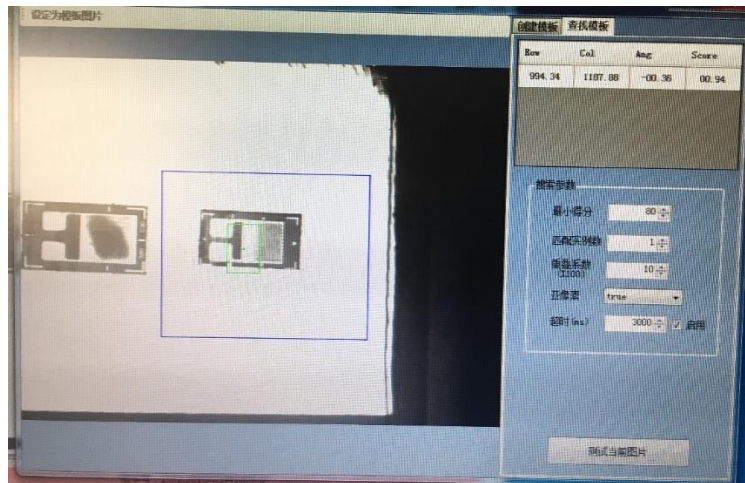 设定为模板图片
创建模板 查找模板
Row Col Ang Score
994.34 1187.88 -00.36 00.94
搜索参数
最小得分 80
匹配实例数 1
重叠系数 10
(X100)
亚像素 true
超时(ms) 3000 启用
测试当前图片